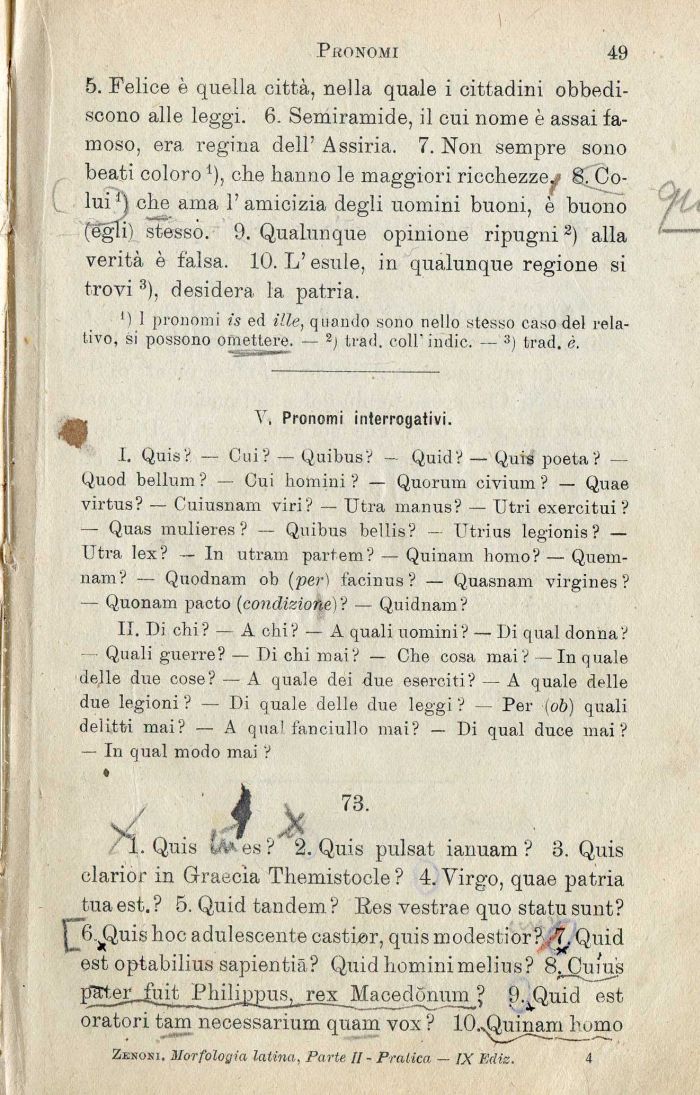 PRONOMI 49
5. Felice è quella città, nella quale i cittadini obbedi-
scono alle leggi. 6. Semiramide, il cui nome è assai fa-
moso, era regina dell' Assiria. 7. Non sempre sono
beati coloro ¹), che hanno le maggiori ricchezze. 8. Co-
lui ¹) che ama l' amicizia degli uomini buoni, è buono
(egli) stesso. 9. Qualunque opinione ripugni ²) alla
verità è falsa. 10. L' esule, in qualunque regione si
trovi ³), desidera la patria.
¹) I pronomi is ed ille, quando sono nello stesso caso del rela-
tivo, si possono omettere. — ²) trad. coll' indic. — ³) trad. è.
V. Pronomi interrogativi.
I. Quis? — Cui? — Quibus? — Quid? — Quis poeta? —
Quod bellum? — Cui homini? — Quorum civium? — Quae
virtus? — Cuiusnam viri? — Utra manus? — Utri exercitui?
— Quas mulieres? — Quibus bellis? — Utrius legionis? —
Utra lex? — In utram partem? — Quinam homo? — Quem-
nam? — Quodnam ob (per) facinus? — Quasnam virgines?
— Quonam pacto (condizione)? — Quidnam?
II. Di chi? — A chi? — A quali uomini? — Di qual donna?
— Quali guerre? — Di chi mai? — Che cosa mai? — In quale
delle due cose? — A quale dei due eserciti? — A quale delle
due legioni? — Di quale delle due leggi? — Per (ob) quali
delitti mai? — A qual fanciullo mai? — Di qual duce mai?
— In qual modo mai?
73.
1. Quis es? 2. Quis pulsat ianuam? 3. Quis
clarior in Graecia Themistocle? 4. Virgo, quae patria
tua est.? 5. Quid tandem? Res vestrae quo statu sunt?
6. Quis hoc adulescente castior, quis modestior? 7. Quid
est optabilius sapientiā? Quid homini melius? 8. Cuius
pater fuit Philippus, rex Macedŏnum? 9. Quid est
oratori tam necessarium quam vox? 10. Quinam homo
ZENONI. Morfologia latina, Parte II - Pratica — IX Ediz. 4